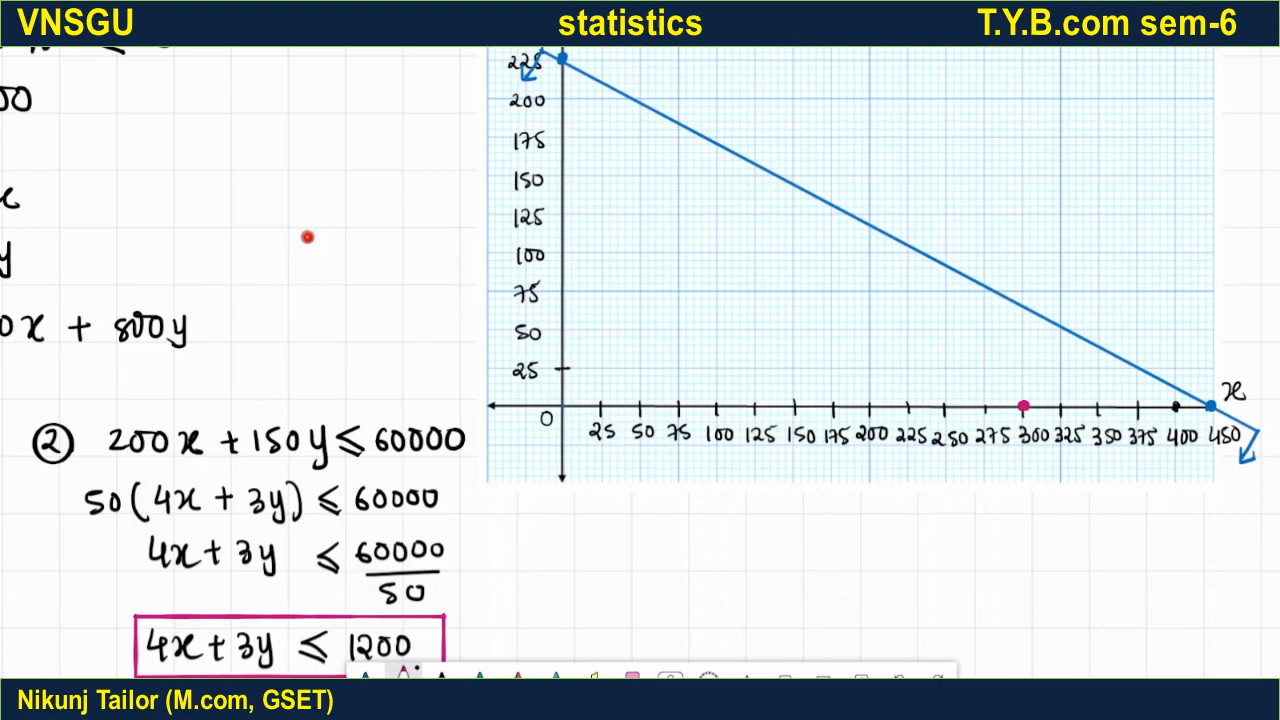 VNSGU statistics T.Y.B.com sem-6
00
x
y
0x + 800y
② 200x + 150y ≤ 60000
50(4x + 3y) ≤ 60000
4x + 3y ≤ 60000
50
4x + 3y ≤ 1200
225
200
175
150
125
100
75
50
25
0
x
25 50 75 100 125 150 175 200 225 250 275 300 325 350 375 400 450
Nikunj Tailor (M.com, GSET)